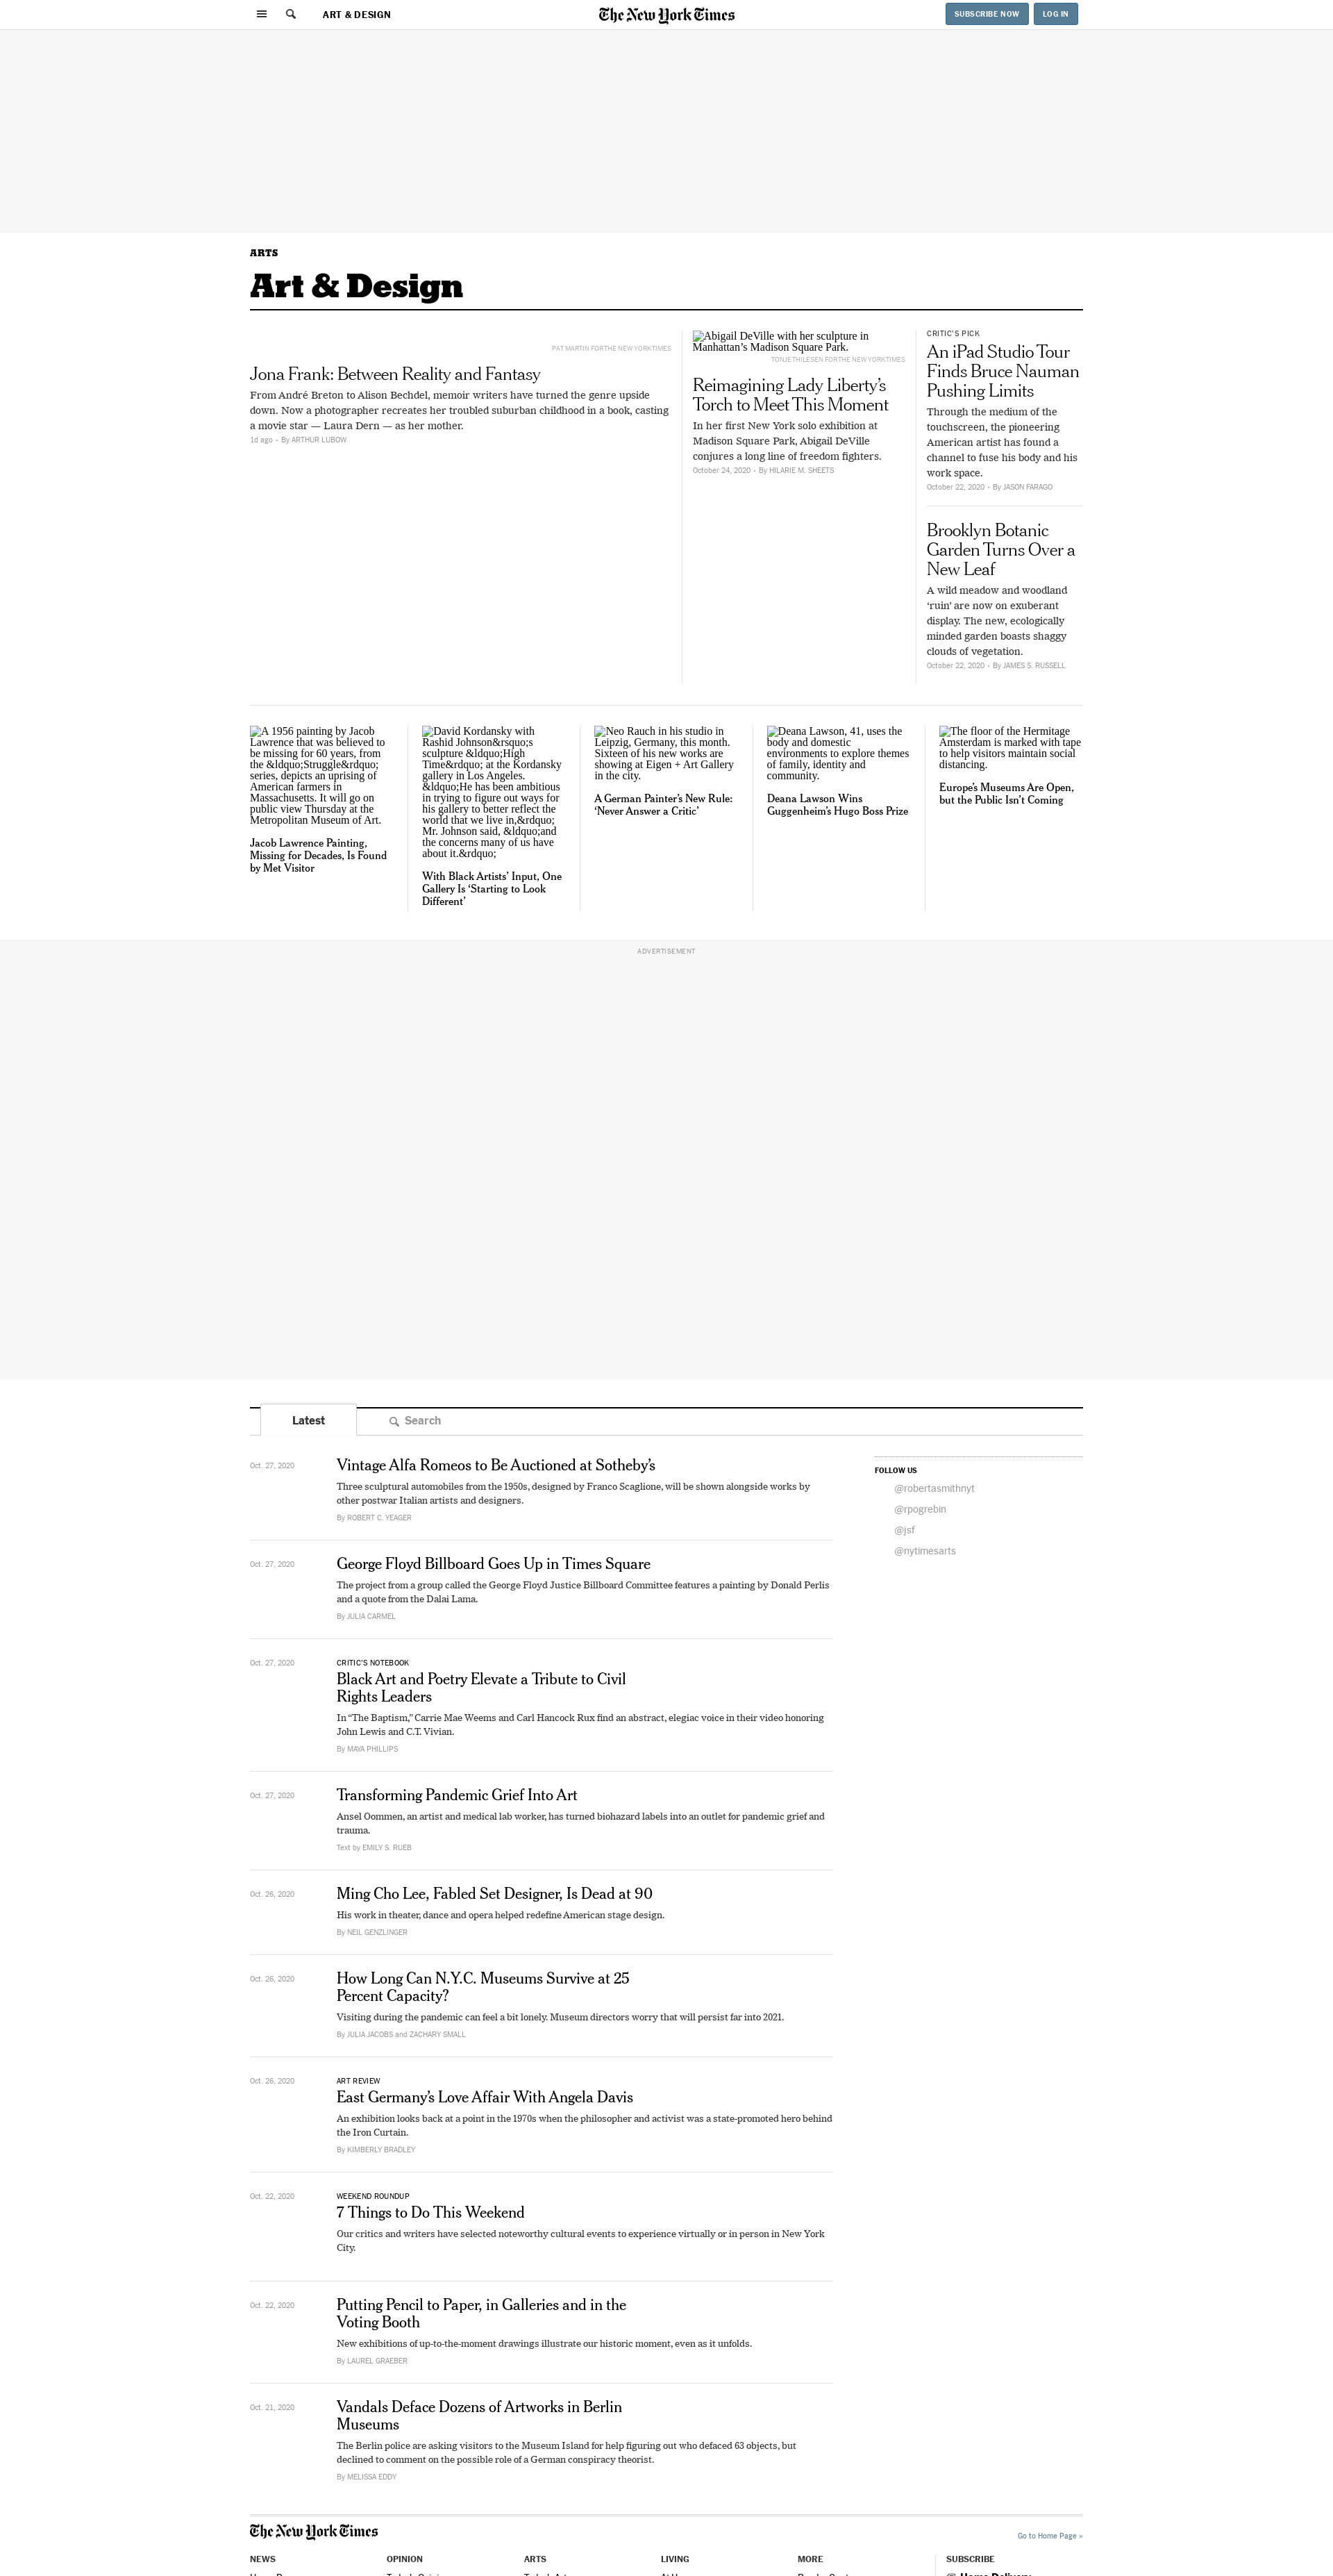 ART & DESIGN
The New York Times
SUBSCRIBE NOW
LOG IN
ARTS
Art & Design
PAT MARTIN FOR THE NEW YORK TIMES
Jona Frank: Between Reality and Fantasy
From André Breton to Alison Bechdel, memoir writers have turned the genre upside
down. Now a photographer recreates her troubled suburban childhood in a book, casting
a movie star — Laura Dern — as her mother.
1d ago • By ARTHUR LUBOW
Abigail DeVille with her sculpture in
Manhattan’s Madison Square Park.
TONJE THILESEN FOR THE NEW YORK TIMES
Reimagining Lady Liberty’s
Torch to Meet This Moment
In her first New York solo exhibition at
Madison Square Park, Abigail DeVille
conjures a long line of freedom fighters.
October 24, 2020 • By HILARIE M. SHEETS
CRITIC’S PICK
An iPad Studio Tour
Finds Bruce Nauman
Pushing Limits
Through the medium of the
touchscreen, the pioneering
American artist has found a
channel to fuse his body and his
work space.
October 22, 2020 • By JASON FARAGO
Brooklyn Botanic
Garden Turns Over a
New Leaf
A wild meadow and woodland
‘ruin’ are now on exuberant
display. The new, ecologically
minded garden boasts shaggy
clouds of vegetation.
October 22, 2020 • By JAMES S. RUSSELL
A 1956 painting by Jacob
Lawrence that was believed to
be missing for 60 years, from
the &ldquo;Struggle&rdquo;
series, depicts an uprising of
American farmers in
Massachusetts. It will go on
public view Thursday at the
Metropolitan Museum of Art.
Jacob Lawrence Painting,
Missing for Decades, Is Found
by Met Visitor
David Kordansky with
Rashid Johnson&rsquo;s
sculpture &ldquo;High
Time&rdquo; at the Kordansky
gallery in Los Angeles.
&ldquo;He has been ambitious
in trying to figure out ways for
his gallery to better reflect the
world that we live in,&rdquo;
Mr. Johnson said, &ldquo;and
the concerns many of us have
about it.&rdquo;
With Black Artists’ Input, One
Gallery Is ‘Starting to Look
Different’
Neo Rauch in his studio in
Leipzig, Germany, this month.
Sixteen of his new works are
showing at Eigen + Art Gallery
in the city.
A German Painter’s New Rule:
‘Never Answer a Critic’
Deana Lawson, 41, uses the
body and domestic
environments to explore themes
of family, identity and
community.
Deana Lawson Wins
Guggenheim’s Hugo Boss Prize
The floor of the Hermitage
Amsterdam is marked with tape
to help visitors maintain social
distancing.
Europe’s Museums Are Open,
but the Public Isn’t Coming
ADVERTISEMENT
Latest
Search
Oct. 27, 2020
Vintage Alfa Romeos to Be Auctioned at Sotheby’s
Three sculptural automobiles from the 1950s, designed by Franco Scaglione, will be shown alongside works by
other postwar Italian artists and designers.
By ROBERT C. YEAGER
FOLLOW US
@robertasmithnyt
@rpogrebin
@jsf
@nytimesarts
Oct. 27, 2020
George Floyd Billboard Goes Up in Times Square
The project from a group called the George Floyd Justice Billboard Committee features a painting by Donald Perlis
and a quote from the Dalai Lama.
By JULIA CARMEL
Oct. 27, 2020
CRITIC’S NOTEBOOK
Black Art and Poetry Elevate a Tribute to Civil
Rights Leaders
In “The Baptism,” Carrie Mae Weems and Carl Hancock Rux find an abstract, elegiac voice in their video honoring
John Lewis and C.T. Vivian.
By MAYA PHILLIPS
Oct. 27, 2020
Transforming Pandemic Grief Into Art
Ansel Oommen, an artist and medical lab worker, has turned biohazard labels into an outlet for pandemic grief and
trauma.
Text by EMILY S. RUEB
Oct. 26, 2020
Ming Cho Lee, Fabled Set Designer, Is Dead at 90
His work in theater, dance and opera helped redefine American stage design.
By NEIL GENZLINGER
Oct. 26, 2020
How Long Can N.Y.C. Museums Survive at 25
Percent Capacity?
Visiting during the pandemic can feel a bit lonely. Museum directors worry that will persist far into 2021.
By JULIA JACOBS and ZACHARY SMALL
Oct. 26, 2020
ART REVIEW
East Germany’s Love Affair With Angela Davis
An exhibition looks back at a point in the 1970s when the philosopher and activist was a state-promoted hero behind
the Iron Curtain.
By KIMBERLY BRADLEY
Oct. 22, 2020
WEEKEND ROUNDUP
7 Things to Do This Weekend
Our critics and writers have selected noteworthy cultural events to experience virtually or in person in New York
City.
Oct. 22, 2020
Putting Pencil to Paper, in Galleries and in the
Voting Booth
New exhibitions of up-to-the-moment drawings illustrate our historic moment, even as it unfolds.
By LAUREL GRAEBER
Oct. 21, 2020
Vandals Deface Dozens of Artworks in Berlin
Museums
The Berlin police are asking visitors to the Museum Island for help figuring out who defaced 63 objects, but
declined to comment on the possible role of a German conspiracy theorist.
By MELISSA EDDY
The New York Times
Go to Home Page »
NEWS
OPINION
ARTS
LIVING
MORE
SUBSCRIBE